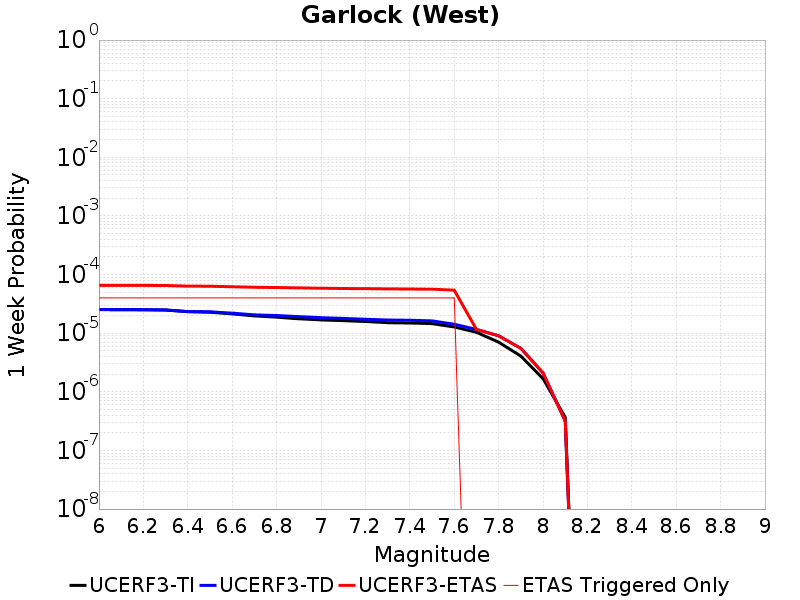 Garlock (West)
10^0
10^-1
10^-2
10^-3
10^-4
10^-5
10^-6
10^-7
10^-8
1 Week Probability
6 6.2 6.4 6.6 6.8 7 7.2 7.4 7.6 7.8 8 8.2 8.4 8.6 8.8 9
Magnitude
UCERF3-TI UCERF3-TD UCERF3-ETAS ETAS Triggered Only